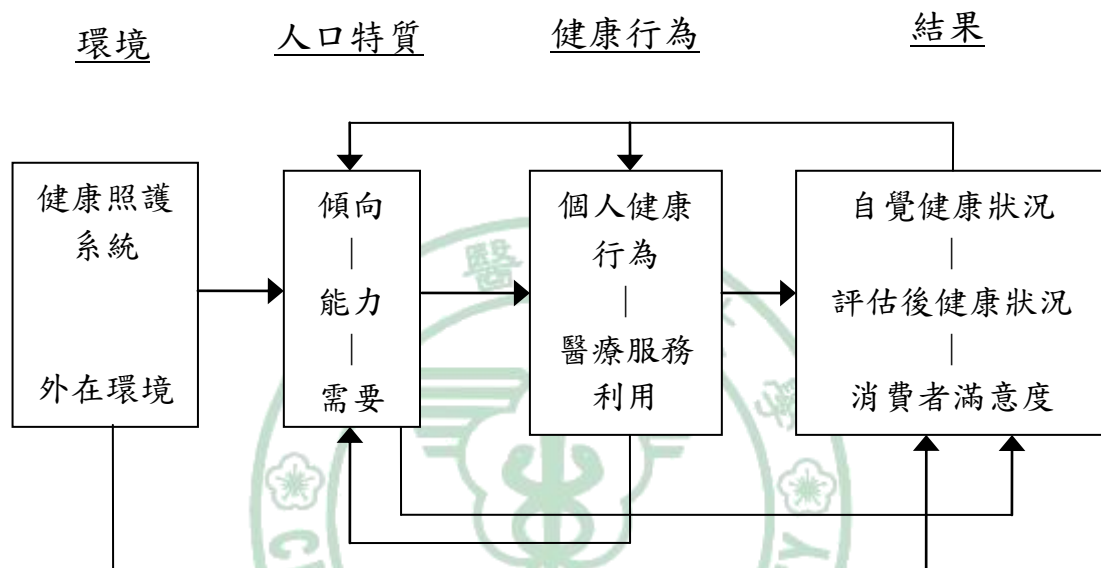 環境 人口特質 健康行為 結果
健康照護
系統
外在環境
傾向
|
能力
|
需要
個人健康
行為
|
醫療服務
利用
自覺健康狀況
|
評估後健康狀況
|
消費者滿意度
醫
學
C
Y